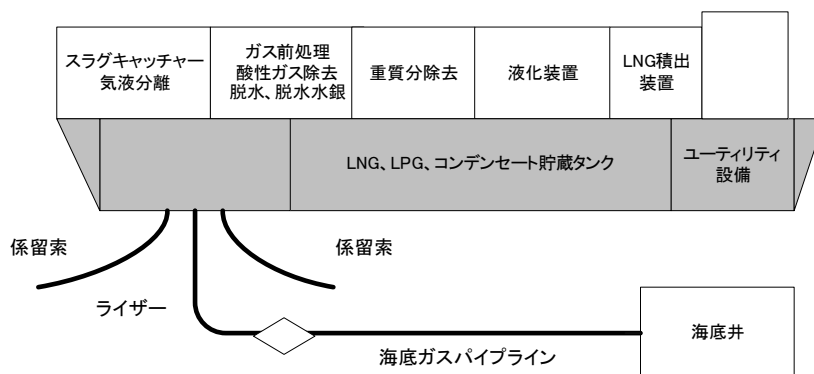 スラグキャッチャー
気液分離
ガス前処理
酸性ガス除去
脱水、脱水水銀
重質分除去
液化装置
LNG積出
装置
LNG、LPG、コンデンセート貯蔵タンク
ユーティリティ
設備
係留索
係留索
ライザー
海底ガスパイプライン
海底井